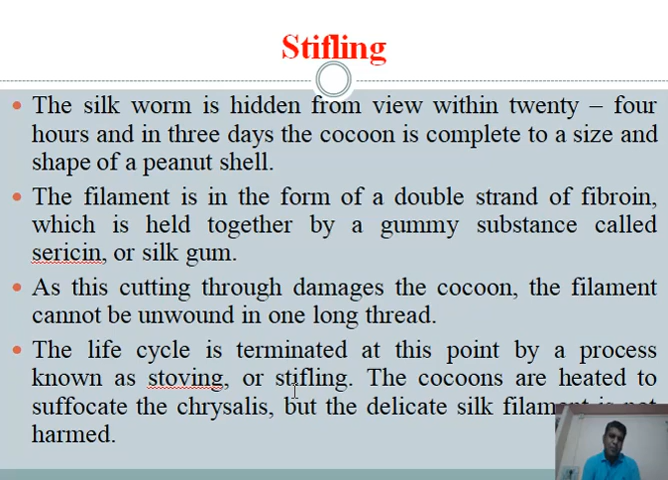 Stifling
The silk worm is hidden from view within twenty – four
hours and in three days the cocoon is complete to a size and
shape of a peanut shell.
The filament is in the form of a double strand of fibroin,
which is held together by a gummy substance called
sericin, or silk gum.
As this cutting through damages the cocoon, the filament
cannot be unwound in one long thread.
The life cycle is terminated at this point by a process
known as stoving, or stifling. The cocoons are heated to
suffocate the chrysalis, but the delicate silk filament is not
harmed.